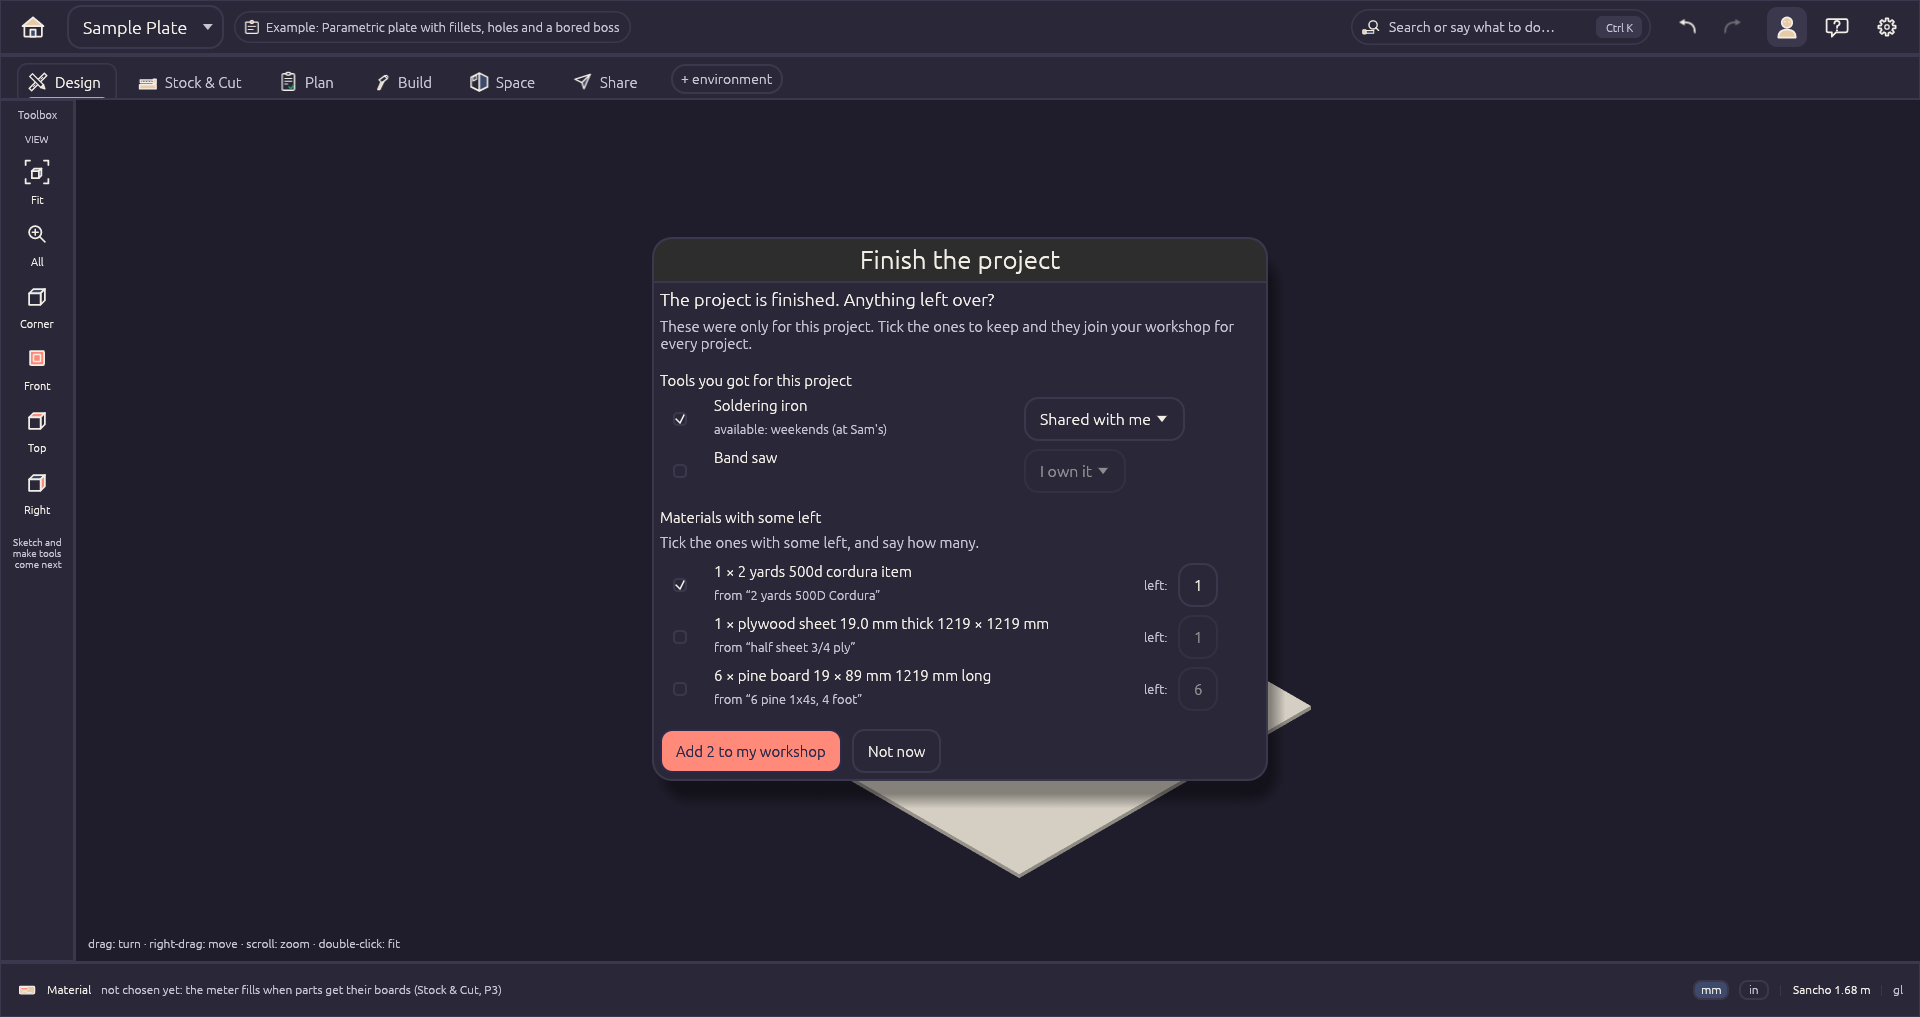 Sample Plate
Example: Parametric plate with fillets, holes and a bored boss
Search or say what to do...
Ctrl K
Design
Stock & Cut
Plan
Build
Space
Share
+ environment
Toolbox
VIEW
Fit
All
Corner
Front
Top
Right
Sketch and
make tools
come next
Finish the project
The project is finished. Anything left over?
These were only for this project. Tick the ones to keep and they join your workshop for
every project.
Tools you got for this project
Soldering iron
available: weekends (at Sam's)
Shared with me
Band saw
I own it
Materials with some left
Tick the ones with some left, and say how many.
1 × 2 yards 500d cordura item
from “2 yards 500D Cordura”
left: 1
1 × plywood sheet 19.0 mm thick 1219 × 1219 mm
from “half sheet 3/4 ply”
left: 1
6 × pine board 19 × 89 mm 1219 mm long
from “6 pine 1x4s, 4 foot”
left: 6
Add 2 to my workshop
Not now
drag: turn · right-drag: move · scroll: zoom · double-click: fit
Material not chosen yet: the meter fills when parts get their boards (Stock & Cut, P3)
mm
in
Sancho 1.68 m
gl